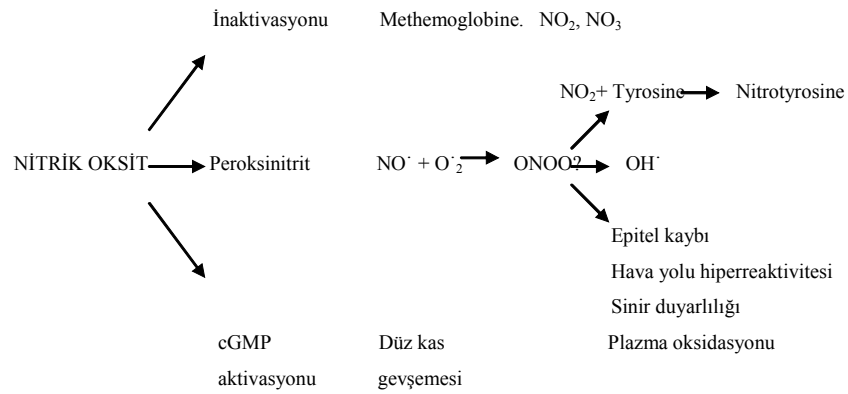 İnaktivasyonu Methemoglobine. NO₂, NO₃
NO₂+ Tyrosine Nitrotyrosine
NİTRİK OKSİT Peroksinitrit NO˙ + O˙₂ ONOO? OH˙
Epitel kaybı
Hava yolu hiperreaktivitesi
Sinir duyarlılığı
cGMP Düz kas Plazma oksidasyonu
aktivasyonu gevşemesi